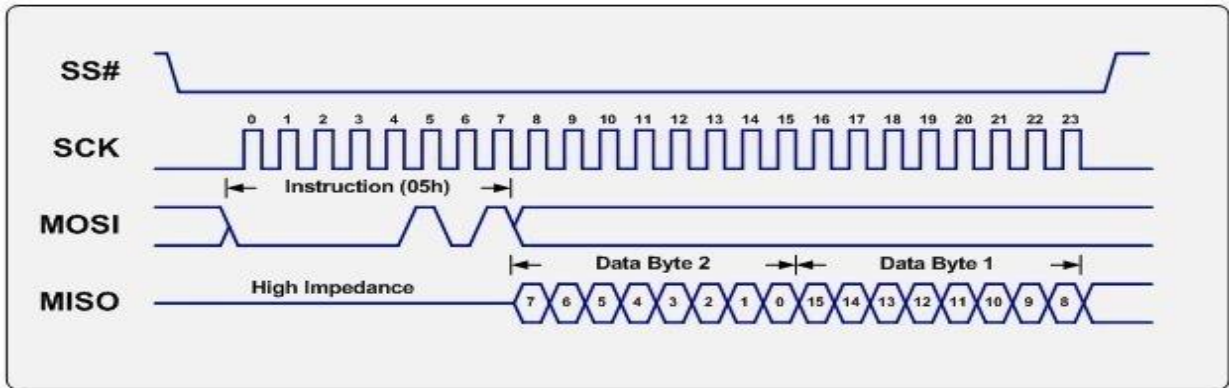 SS#
0 1 2 3 4 5 6 7 8 9 10 11 12 13 14 15 16 17 18 19 20 21 22 23
SCK
Instruction (05h)
MOSI
Data Byte 2 Data Byte 1
High Impedance
MISO 7 6 5 4 3 2 1 0 15 14 13 12 11 10 9 8